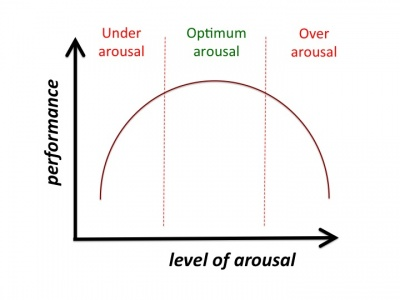 Under
arousal
Optimum
arousal
Over
arousal
performance
level of arousal